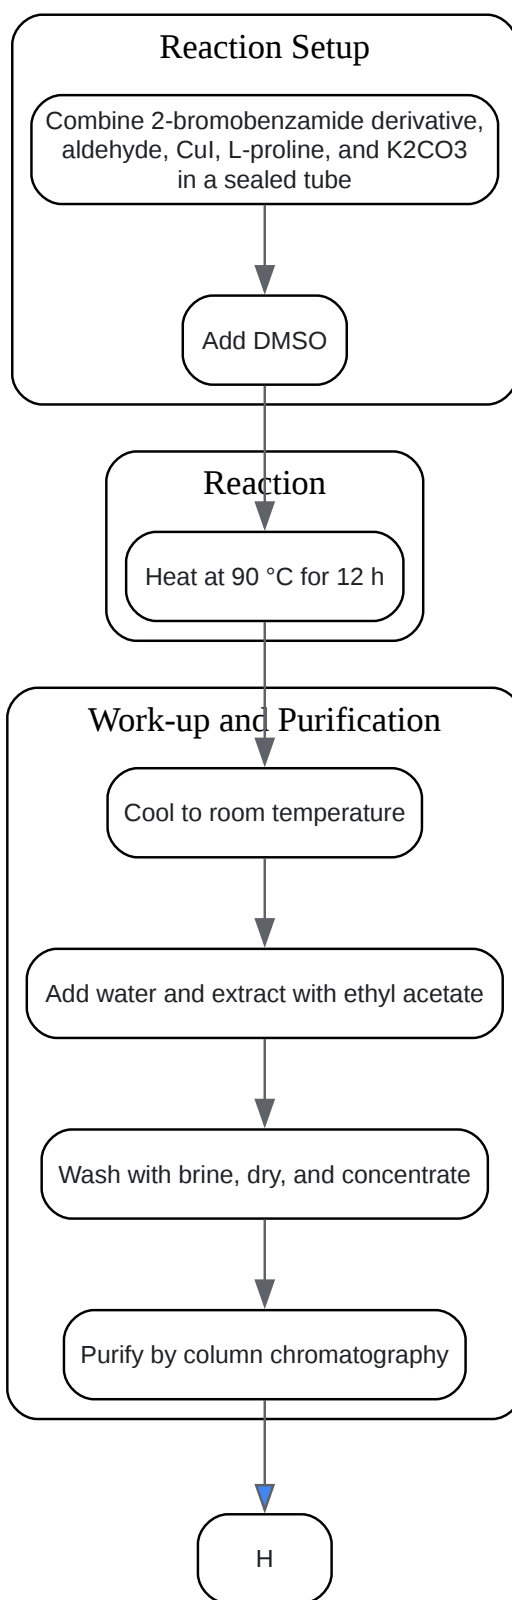 Reaction Setup
Combine 2-bromobenzamide derivative,
aldehyde, CuI, L-proline, and K2CO3
in a sealed tube
Add DMSO
Reaction
Heat at 90 °C for 12 h
Work-up and Purification
Cool to room temperature
Add water and extract with ethyl acetate
Wash with brine, dry, and concentrate
Purify by column chromatography
H